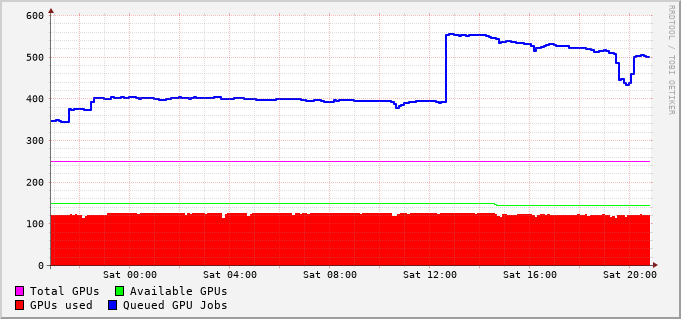 600
500
400
300
200
100
0
Sat 00:00 Sat 04:00 Sat 08:00 Sat 12:00 Sat 16:00 Sat 20:00
Total GPUs Available GPUs
GPUs used Queued GPU Jobs
RRDTOOL / TOBI OETIKER